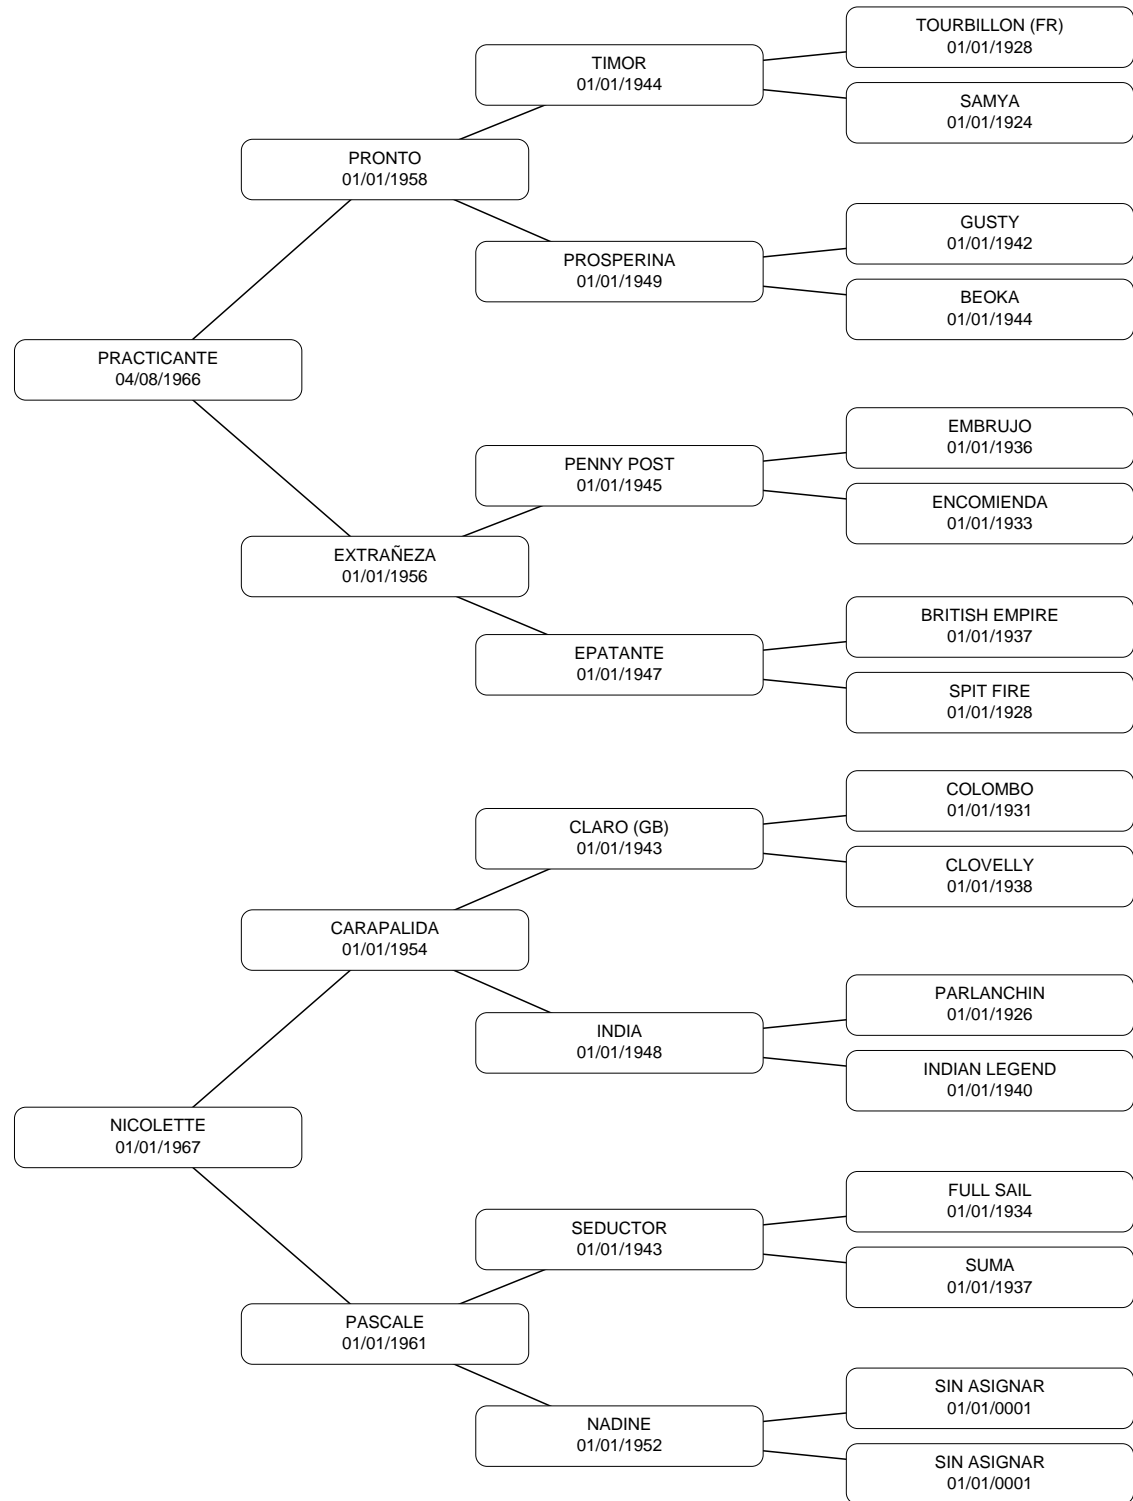 TOURBILLON (FR)
01/01/1928
TIMOR
01/01/1944
SAMYA
01/01/1924
PRONTO
01/01/1958
GUSTY
01/01/1942
PROSPERINA
01/01/1949
BEOKA
01/01/1944
PRACTICANTE
04/08/1966
EMBRUJO
01/01/1936
PENNY POST
01/01/1945
ENCOMIENDA
01/01/1933
EXTRAÑEZA
01/01/1956
BRITISH EMPIRE
01/01/1937
EPATANTE
01/01/1947
SPIT FIRE
01/01/1928
COLOMBO
01/01/1931
CLARO (GB)
01/01/1943
CLOVELLY
01/01/1938
CARAPALIDA
01/01/1954
PARLANCHIN
01/01/1926
INDIA
01/01/1948
INDIAN LEGEND
01/01/1940
NICOLETTE
01/01/1967
FULL SAIL
01/01/1934
SEDUCTOR
01/01/1943
SUMA
01/01/1937
PASCALE
01/01/1961
SIN ASIGNAR
01/01/0001
NADINE
01/01/1952
SIN ASIGNAR
01/01/0001